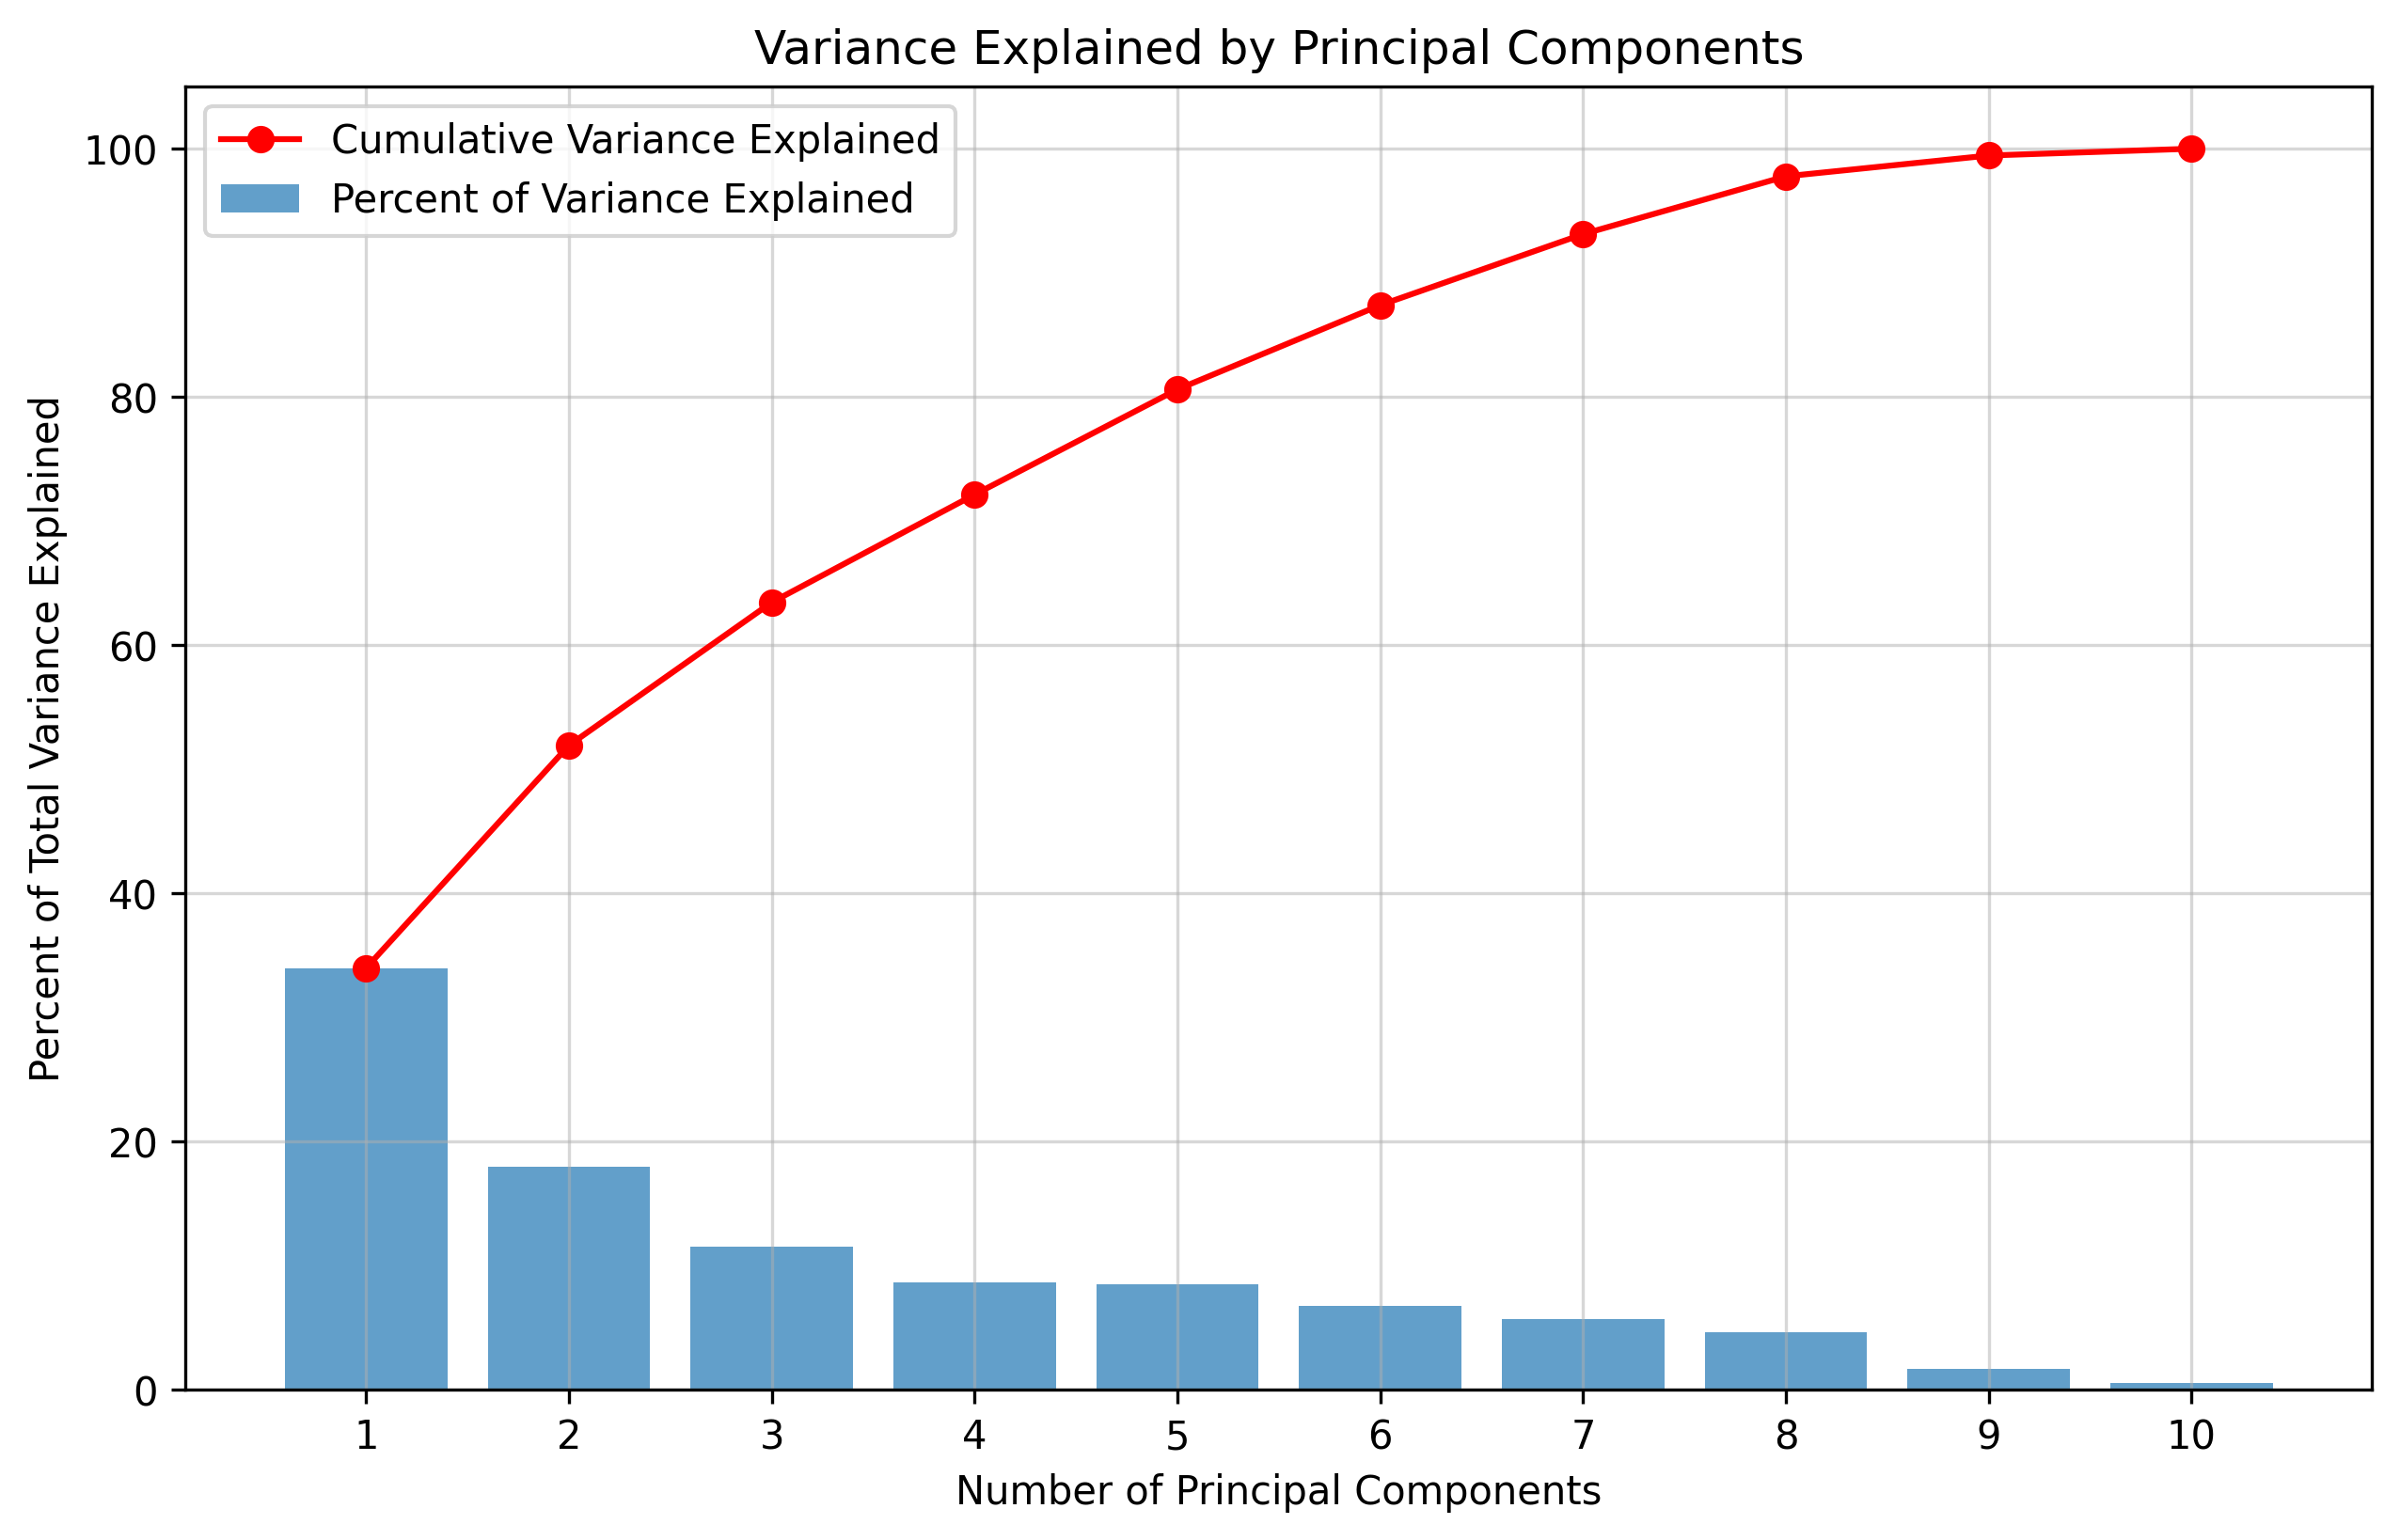 Variance Explained by Principal Components
Cumulative Variance Explained
Percent of Variance Explained
Percent of Total Variance Explained
100
80
60
40
20
0
1 2 3 4 5 6 7 8 9 10
Number of Principal Components